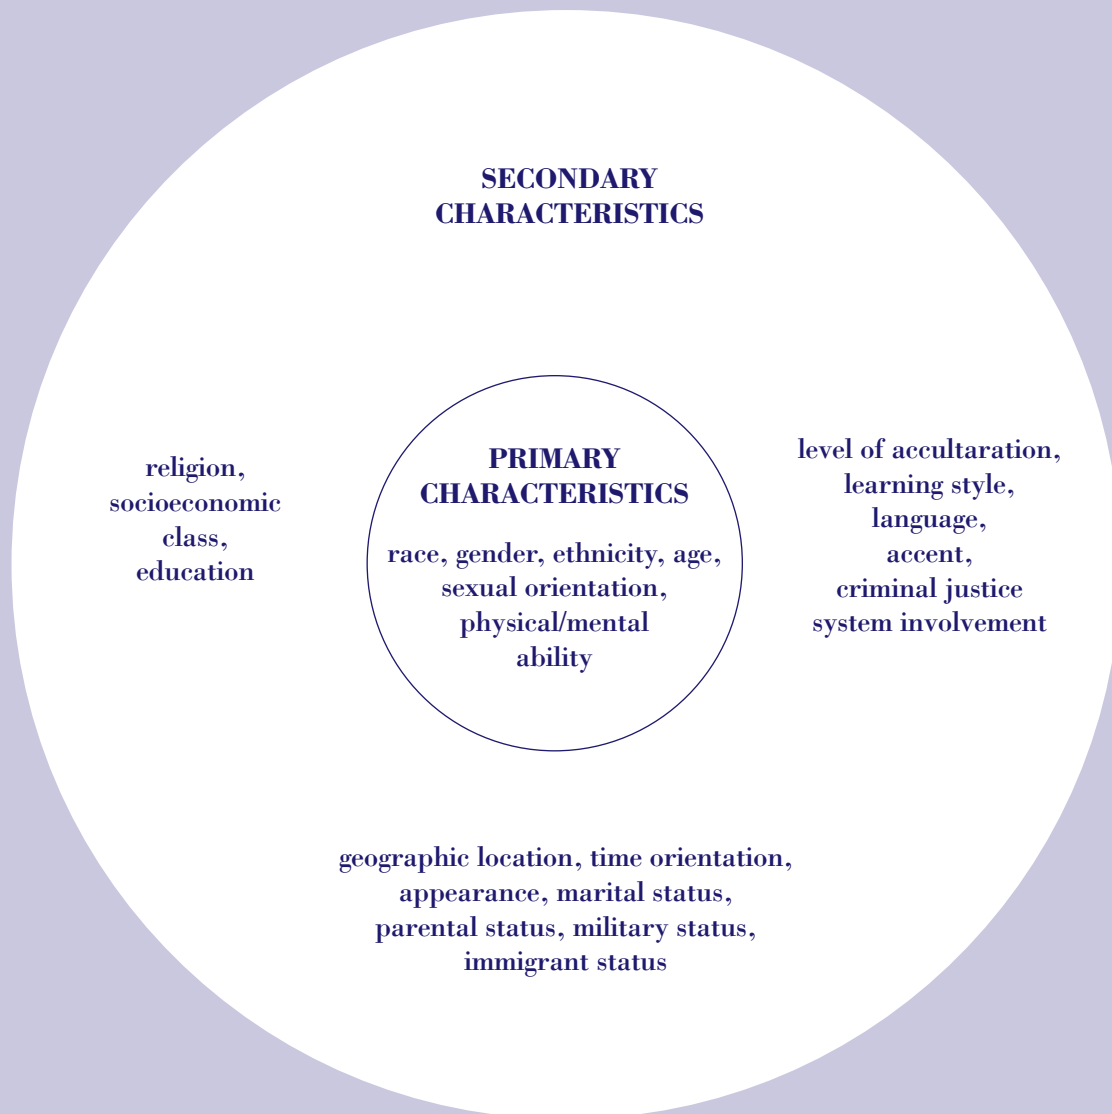 SECONDARY
CHARACTERISTICS
religion,
socioeconomic
class,
education
PRIMARY
CHARACTERISTICS
race, gender, ethnicity, age,
sexual orientation,
physical/mental
ability
level of accultaration,
learning style,
language,
accent,
criminal justice
system involvement
geographic location, time orientation,
appearance, marital status,
parental status, military status,
immigrant status